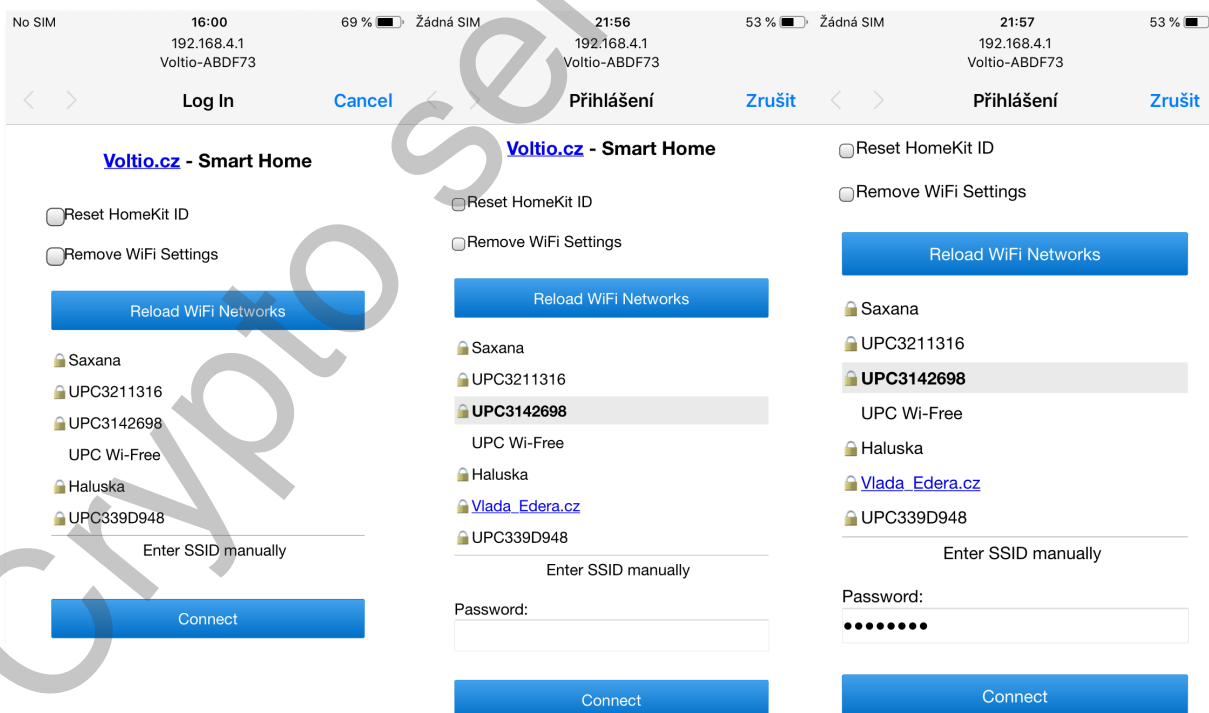 No SIM 16:00 69 %
192.168.4.1
Voltio-ABDF73
Log In Cancel
Voltio.cz - Smart Home
Reset HomeKit ID
Remove WiFi Settings
Reload WiFi Networks
Saxana
UPC3211316
UPC3142698
UPC Wi-Free
Haluska
UPC339D948
Enter SSID manually
Connect
Žádná SIM 21:56 53 %
192.168.4.1
Voltio-ABDF73
Přihlášení Zrušit
Voltio.cz - Smart Home
Reset HomeKit ID
Remove WiFi Settings
Reload WiFi Networks
Saxana
UPC3211316
UPC3142698
UPC Wi-Free
Haluska
Vlada_Edera.cz
UPC339D948
Enter SSID manually
Password:
Connect
Žádná SIM 21:57 53 %
192.168.4.1
Voltio-ABDF73
Přihlášení Zrušit
Reset HomeKit ID
Remove WiFi Settings
Reload WiFi Networks
Saxana
UPC3211316
UPC3142698
UPC Wi-Free
Haluska
Vlada_Edera.cz
UPC339D948
Enter SSID manually
Password:
••••••••
Connect
Crypto